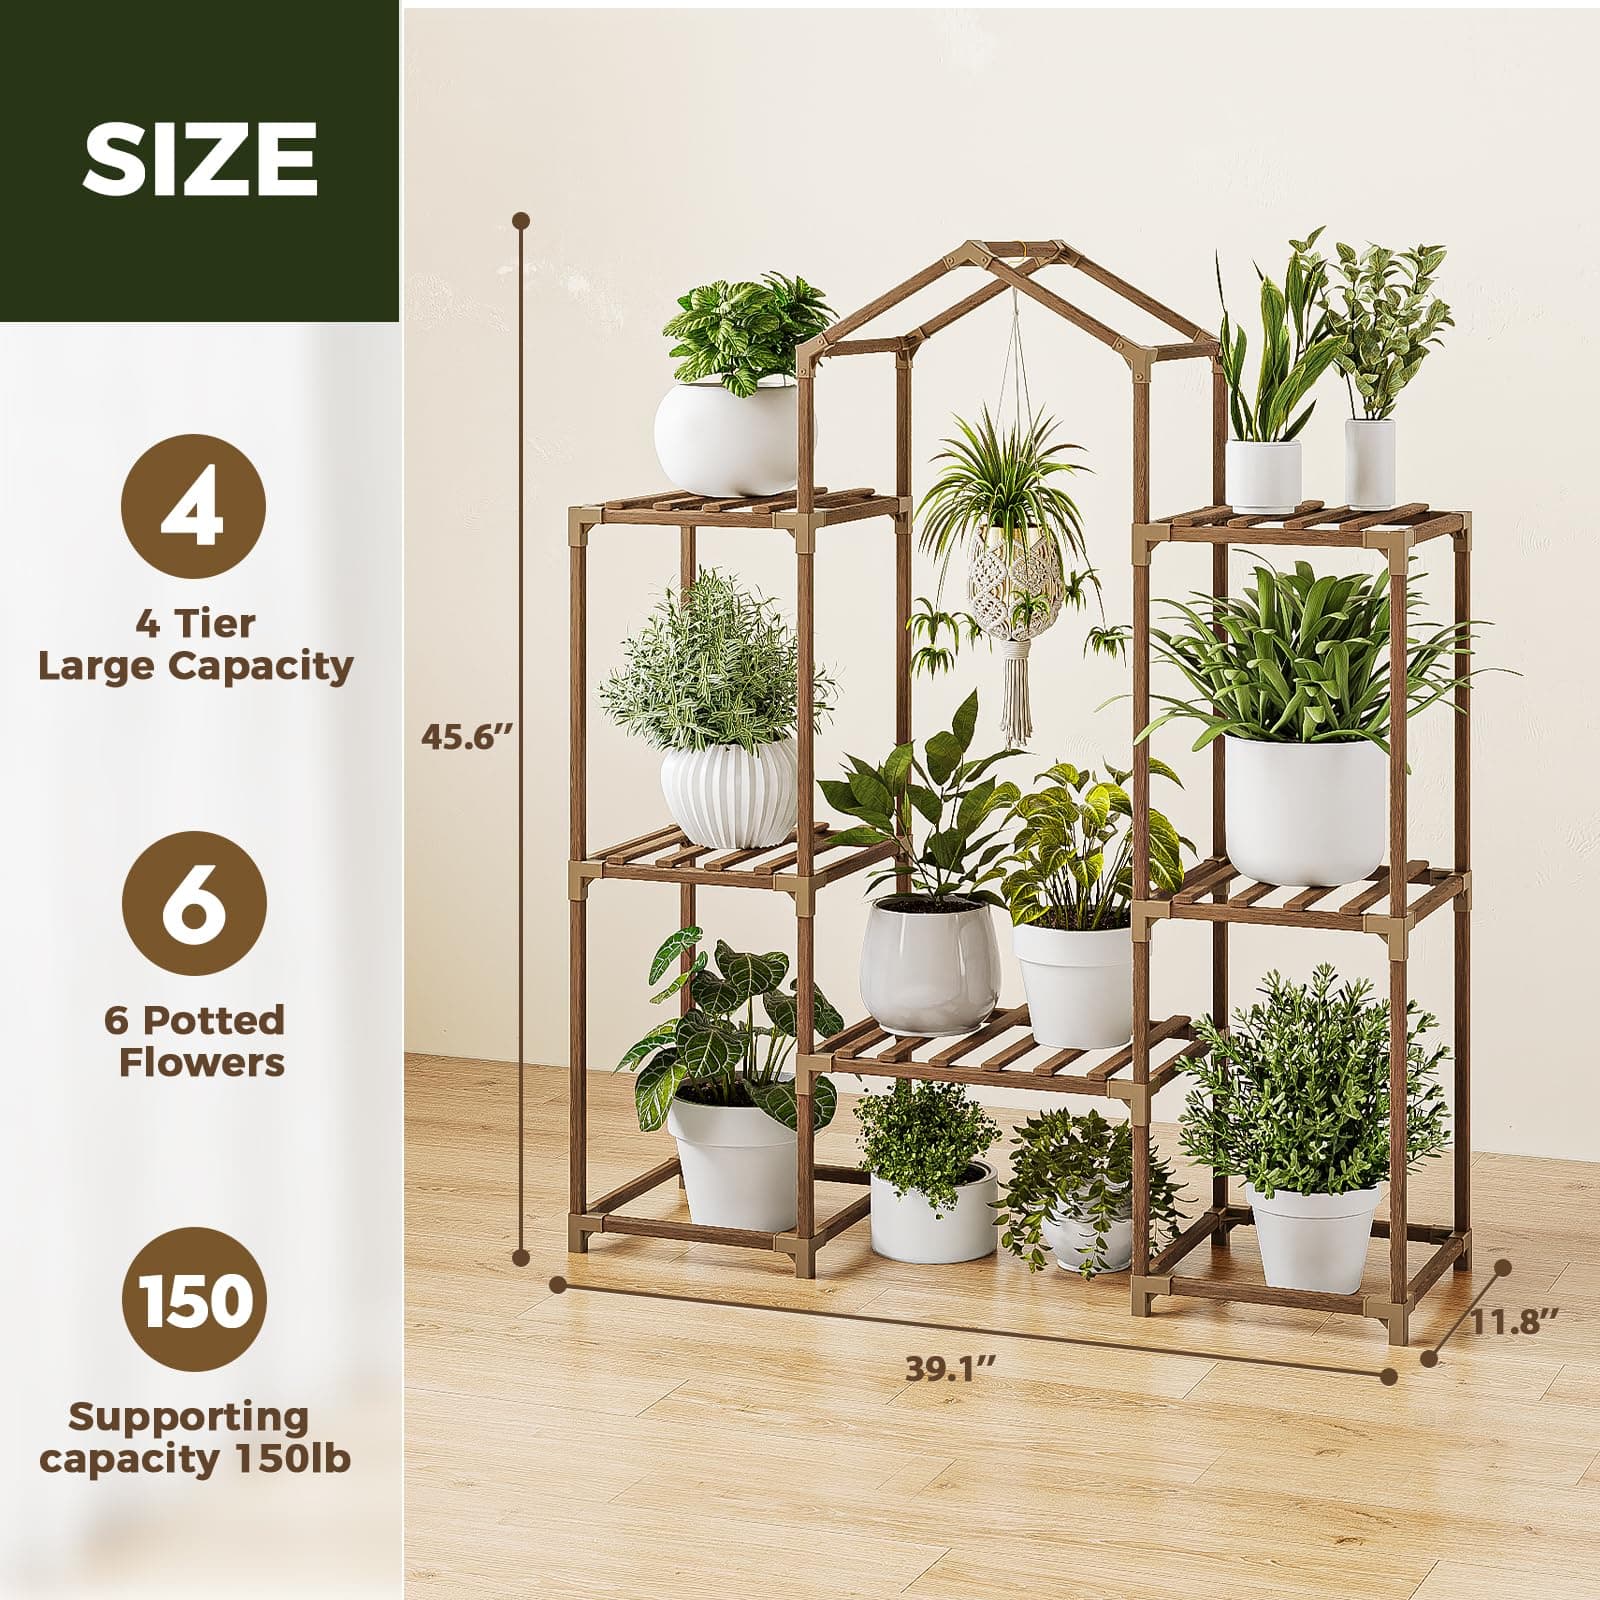 SIZE
4
4 Tier
Large Capacity
6
6 Potted
Flowers
150
Supporting
capacity 150lb
45.6’’
39.1’’
11.8’’